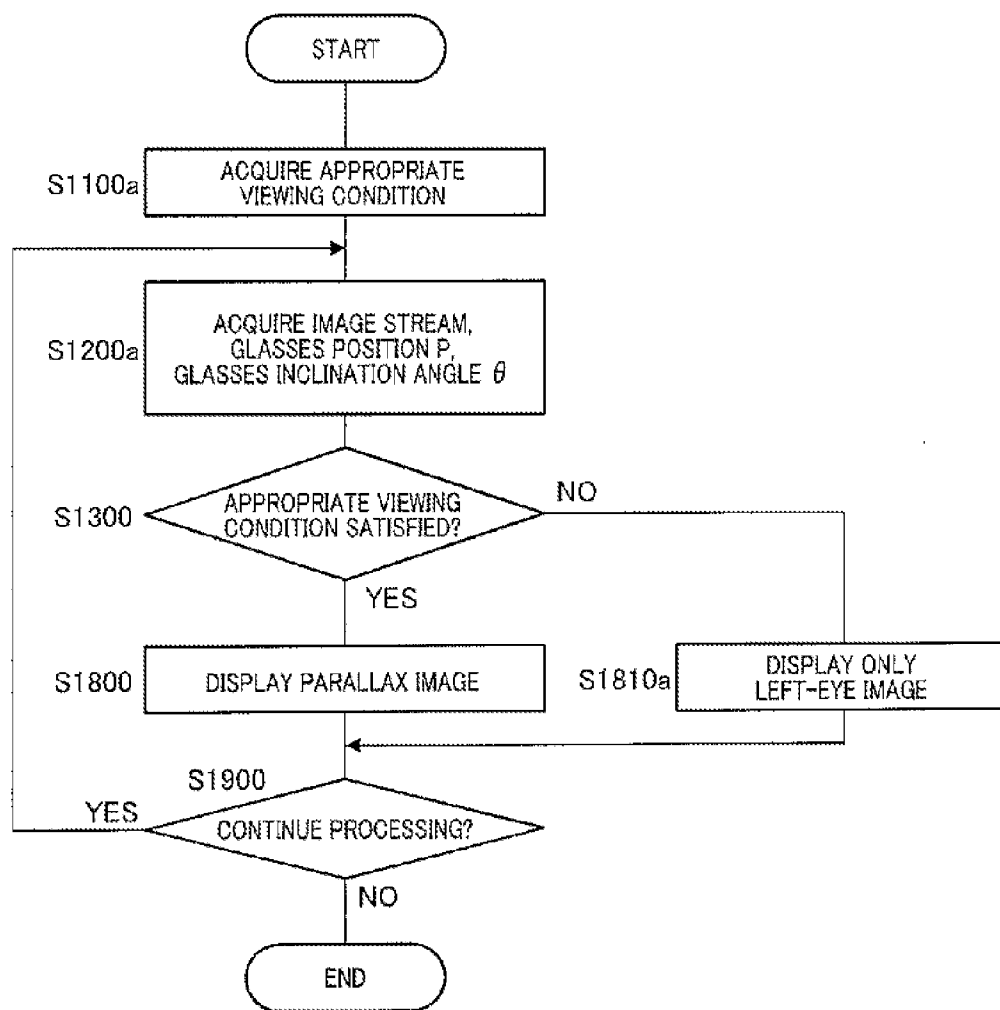 START
S1100a
ACQUIRE APPROPRIATE
VIEWING CONDITION
S1200a
ACQUIRE IMAGE STREAM,
GLASSES POSITION P,
GLASSES INCLINATION ANGLE θ
S1300
APPROPRIATE VIEWING
CONDITION SATISFIED?
NO
YES
S1800
DISPLAY PARALLAX IMAGE
S1810a
DISPLAY ONLY
LEFT-EYE IMAGE
S1900
YES
CONTINUE PROCESSING?
NO
END